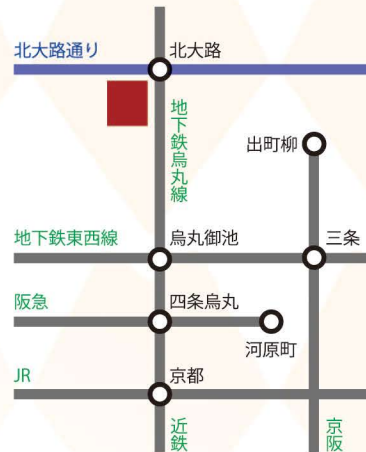 北大路通り
北大路
地下鉄烏丸線
出町柳
地下鉄東西線
烏丸御池
三条
阪急
四条烏丸
河原町
JR
京都
近鉄
京阪